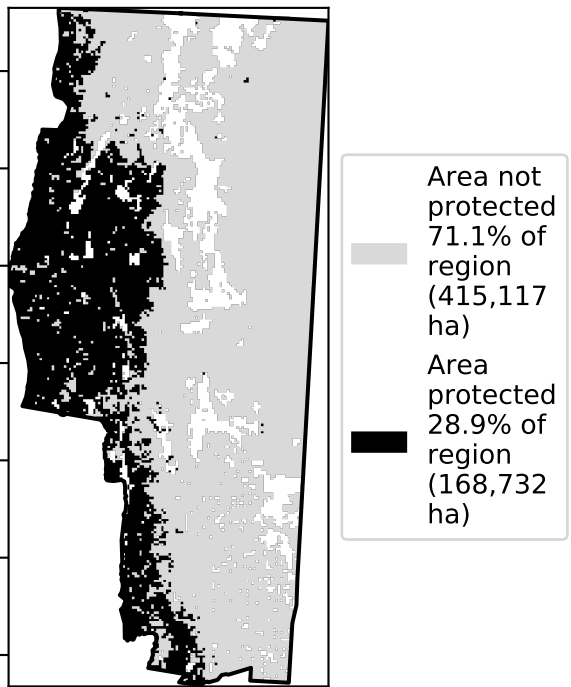 Area not
protected
71.1% of
region
(415,117
ha)
Area
protected
28.9% of
region
(168,732
ha)